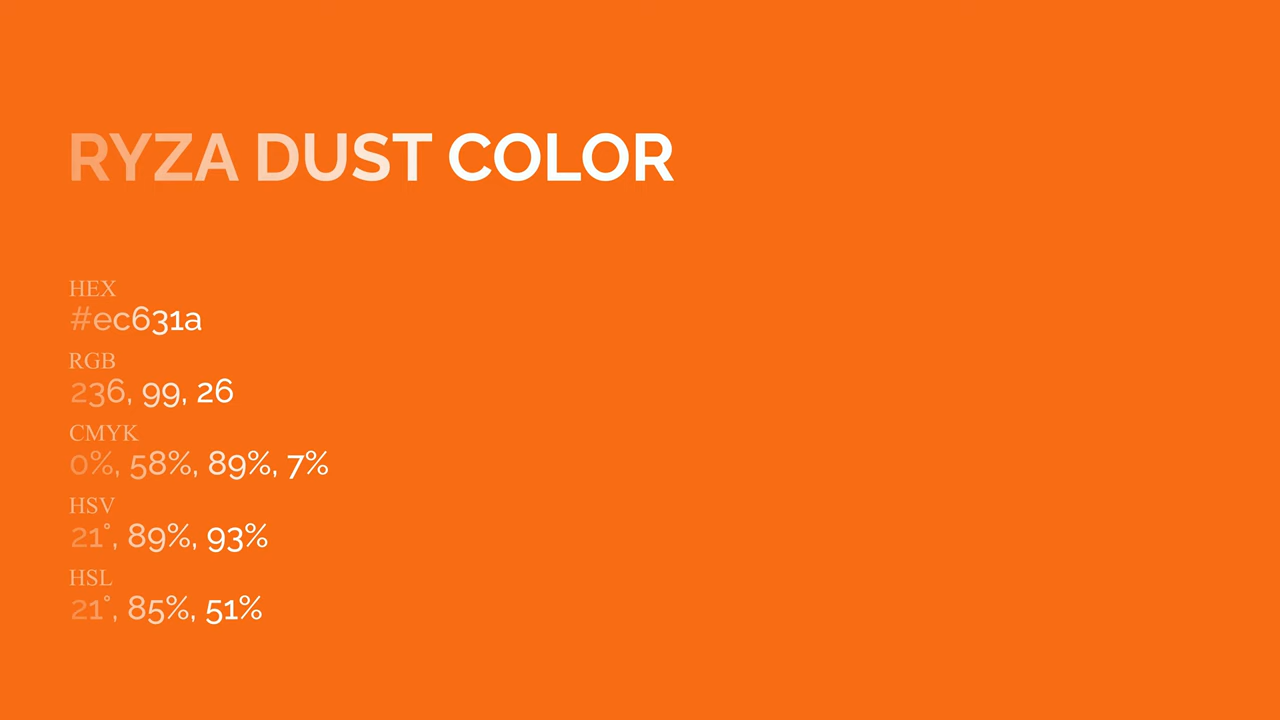 RYZA DUST COLOR
HEX
#ec631a
RGB
236, 99, 26
CMYK
0%, 58%, 89%, 7%
HSV
21°, 89%, 93%
HSL
21°, 85%, 51%